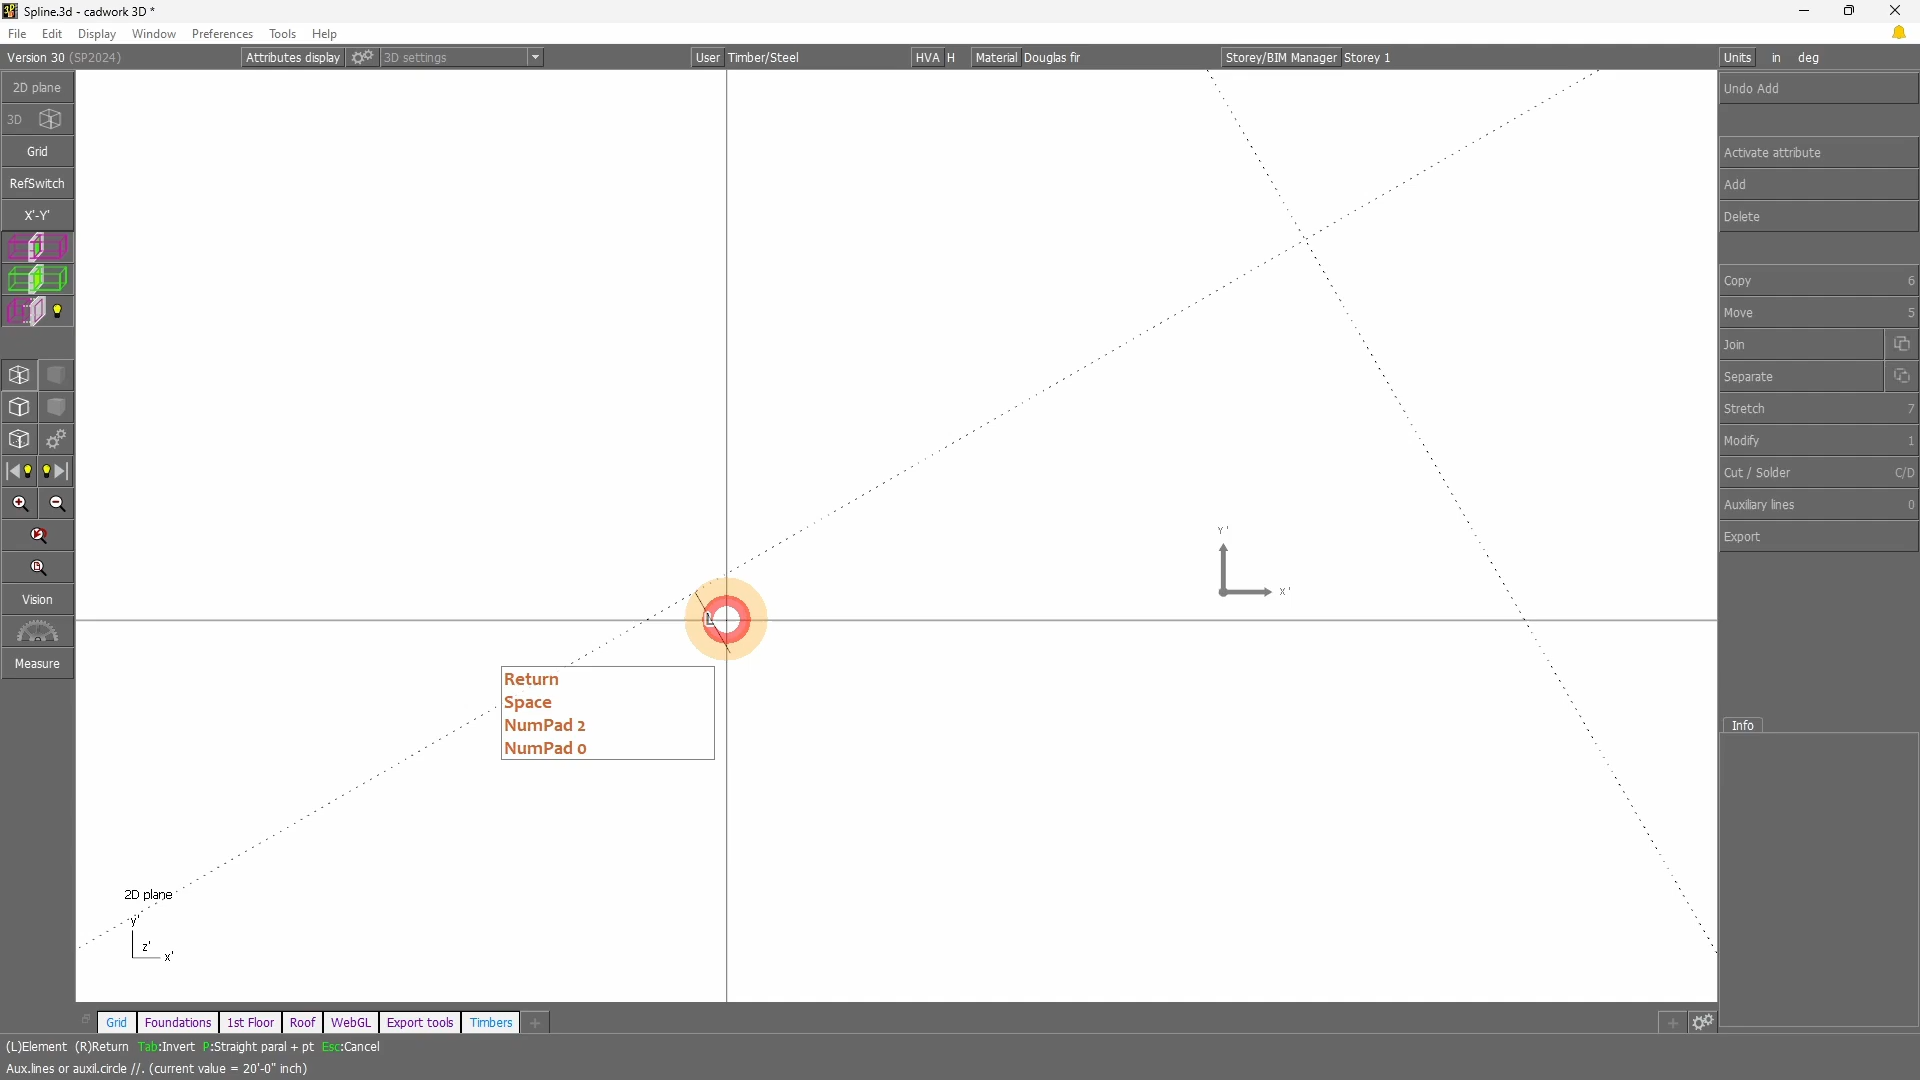 Spline.3d - cadwork 3D *
File Edit Display Window Preferences Tools Help
Version 30 (SP2024) Attributes display 3D settings User Timber/Steel HVA H Material Douglas fir Storey/BIM Manager Storey 1 Units in deg
2D plane
3D
Grid
RefSwitch
X'-Y'
Vision
Measure
Undo Add
Activate attribute
Add
Delete
Copy 6
Move 5
Join
Separate
Stretch 7
Modify 1
Cut / Solder C/D
Auxiliary lines 0
Export
Info
Y'
X'
L
Return
Space
NumPad 2
NumPad 0
2D plane
y'
z'
x'
Grid Foundations 1st Floor Roof WebGL Export tools Timbers
(L)Element (R)Return Tab:Invert P:Straight paral + pt Esc:Cancel
Aux.lines or auxil.circle //. (current value = 20'-0" inch)